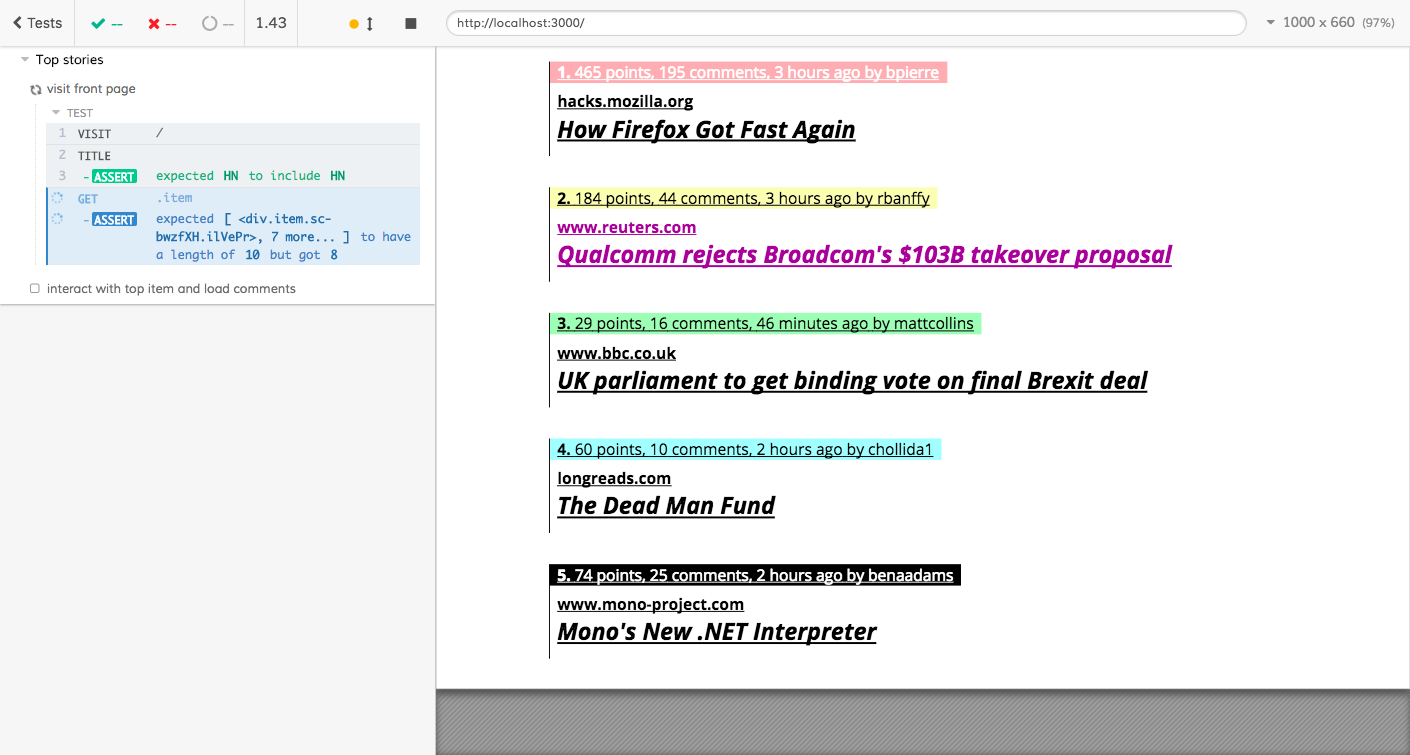 Tests -- -- -- 1.43 http://localhost:3000/ 1000 x 660 (97%)
Top stories
visit front page
TEST
1 VISIT /
2 TITLE
3 -ASSERT expected HN to include HN
GET .item
-ASSERT expected [ <div.item.sc-
bwzfXH.ilVePr>, 7 more... ] to have
a length of 10 but got 8
interact with top item and load comments
1. 465 points, 195 comments, 3 hours ago by bpierre
hacks.mozilla.org
How Firefox Got Fast Again
2. 184 points, 44 comments, 3 hours ago by rbanffy
www.reuters.com
Qualcomm rejects Broadcom's $103B takeover proposal
3. 29 points, 16 comments, 46 minutes ago by mattcollins
www.bbc.co.uk
UK parliament to get binding vote on final Brexit deal
4. 60 points, 10 comments, 2 hours ago by chollida1
longreads.com
The Dead Man Fund
5. 74 points, 25 comments, 2 hours ago by benaadams
www.mono-project.com
Mono's New .NET Interpreter